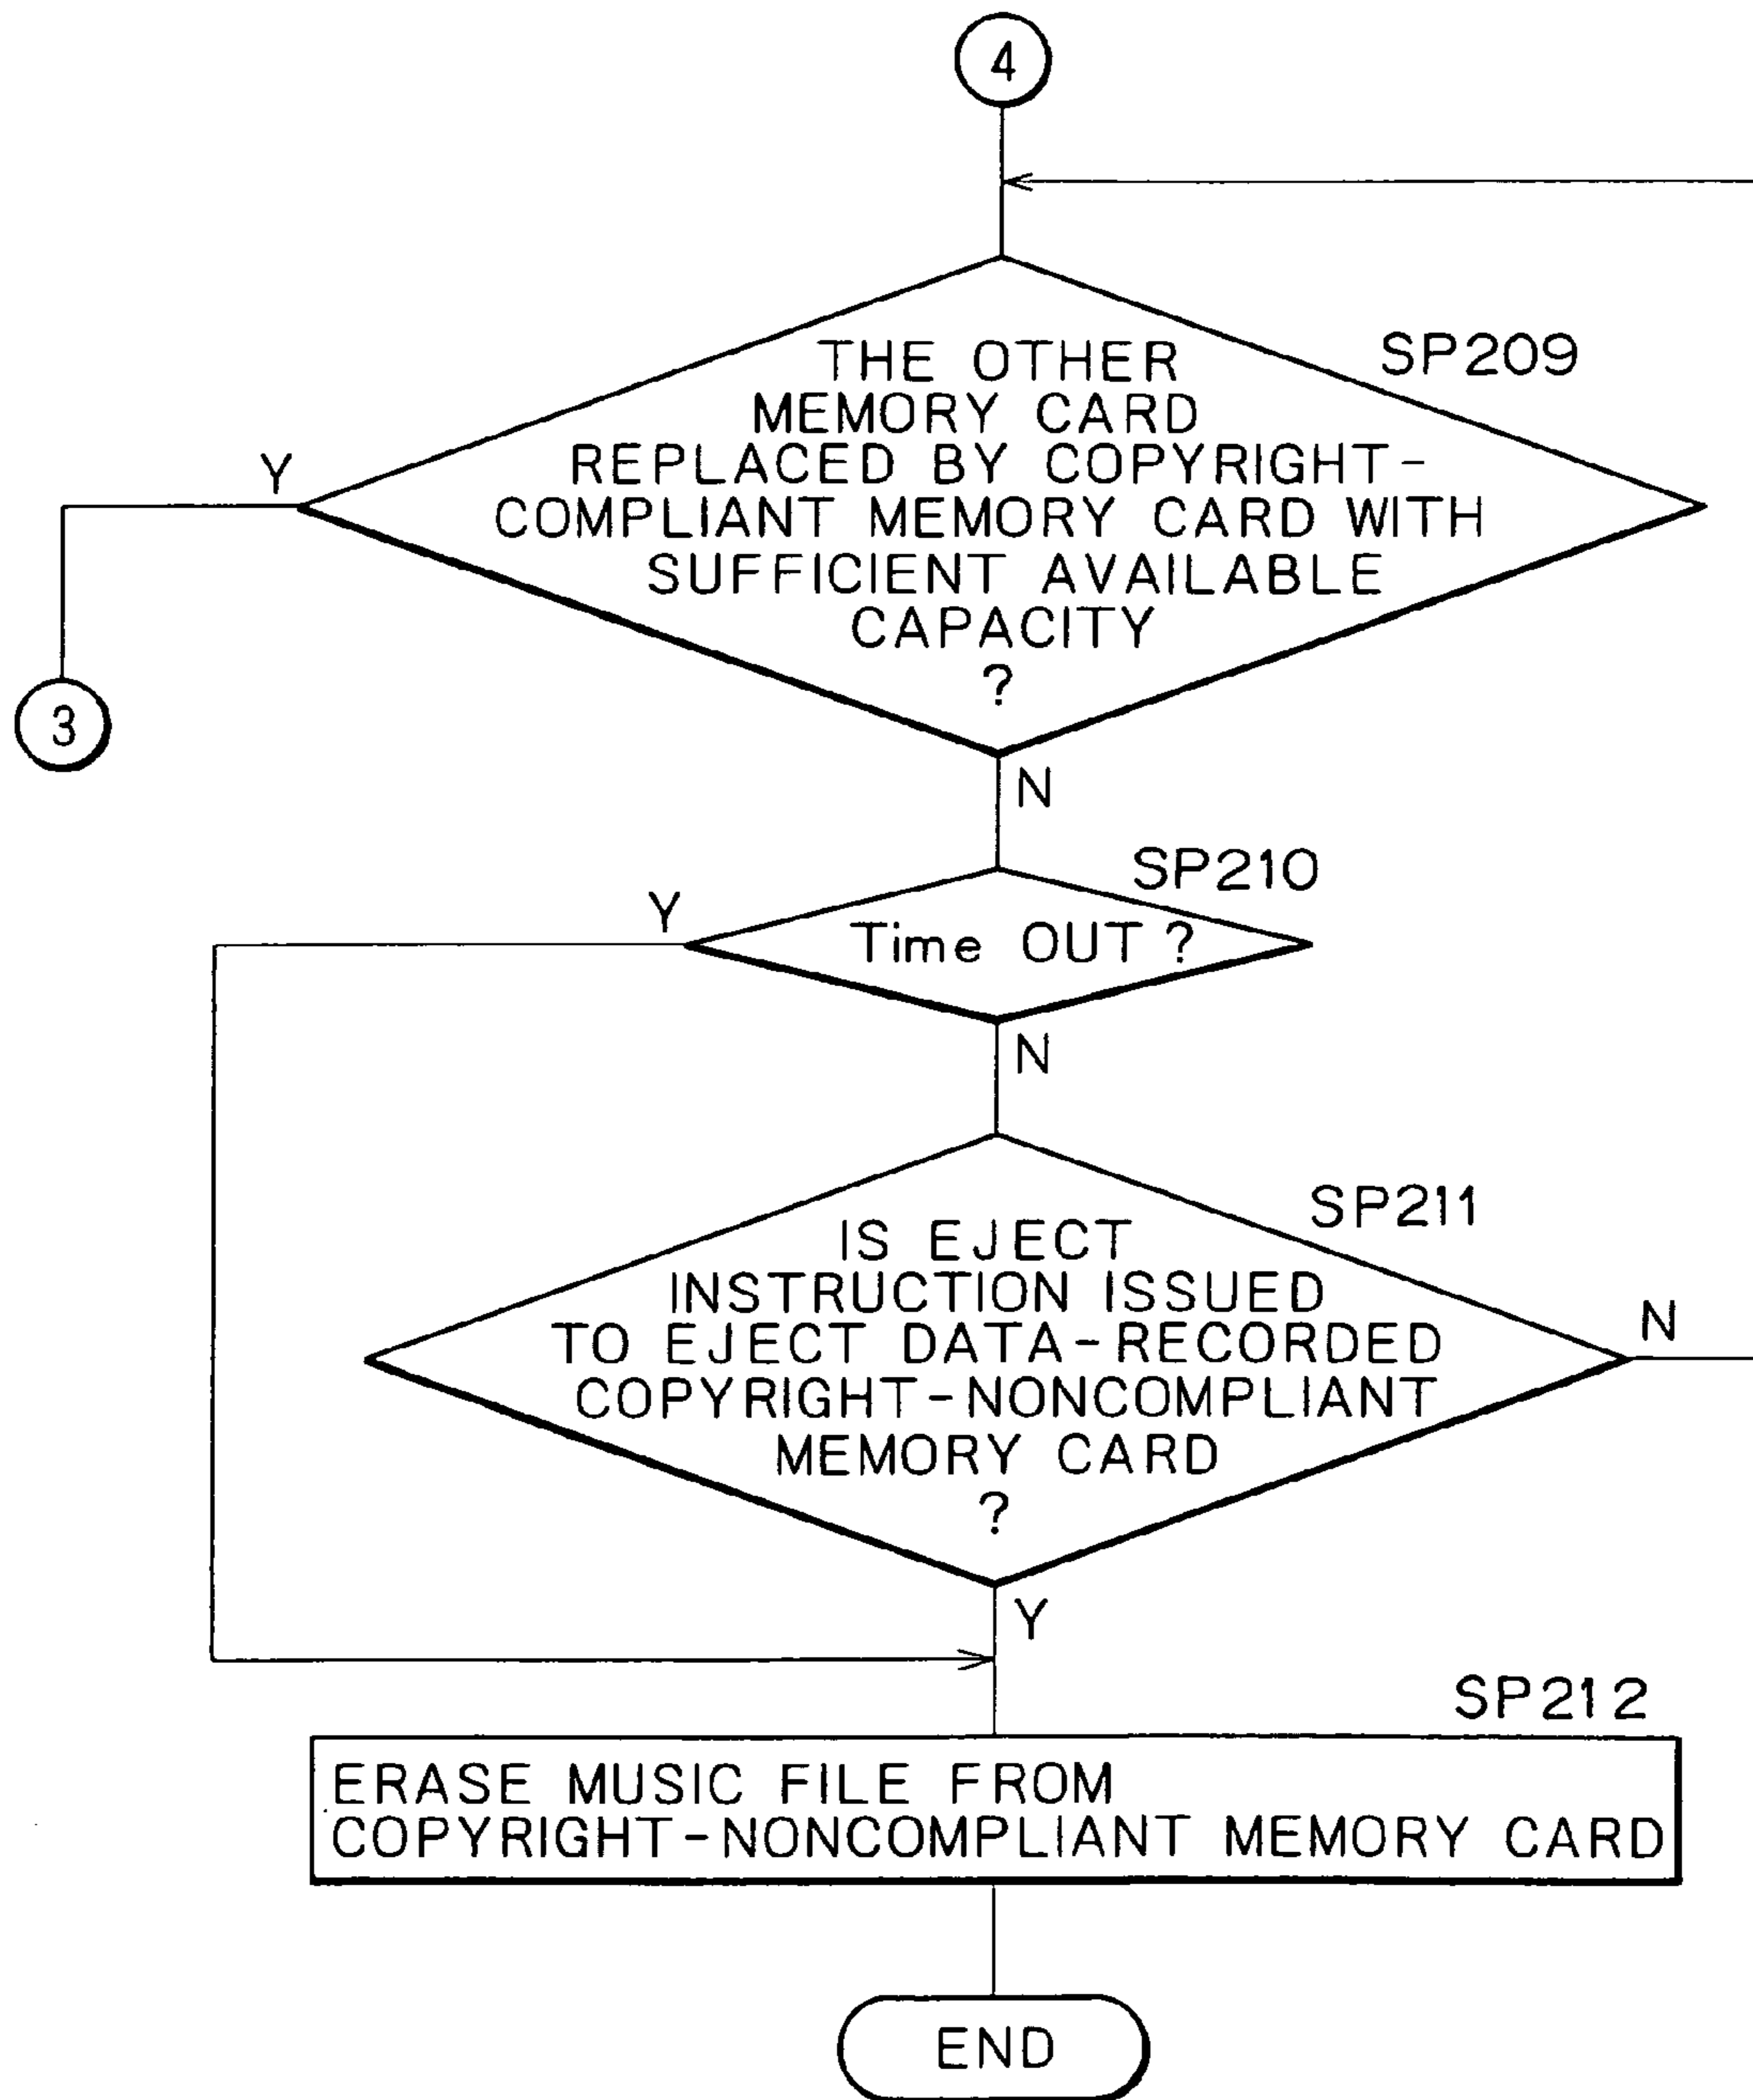 4
SP209
THE OTHER
MEMORY CARD
REPLACED BY COPYRIGHT-
COMPLIANT MEMORY CARD WITH
SUFFICIENT AVAILABLE
CAPACITY
?
Y
3
N
SP210
Y
Time OUT ?
N
SP211
IS EJECT
INSTRUCTION ISSUED
TO EJECT DATA-RECORDED
COPYRIGHT-NONCOMPLIANT
MEMORY CARD
?
N
Y
SP212
ERASE MUSIC FILE FROM
COPYRIGHT-NONCOMPLIANT MEMORY CARD
END